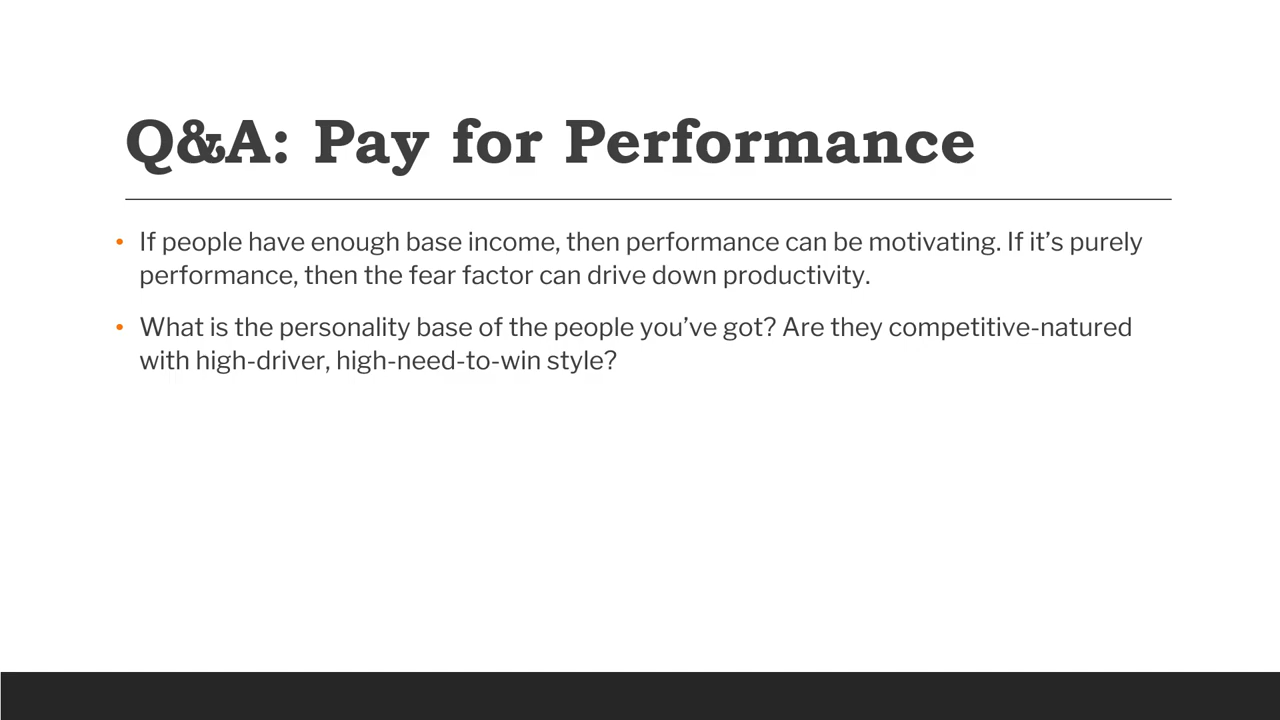 Q&A: Pay for Performance
• If people have enough base income, then performance can be motivating. If it’s purely
performance, then the fear factor can drive down productivity.
• What is the personality base of the people you’ve got? Are they competitive-natured
with high-driver, high-need-to-win style?